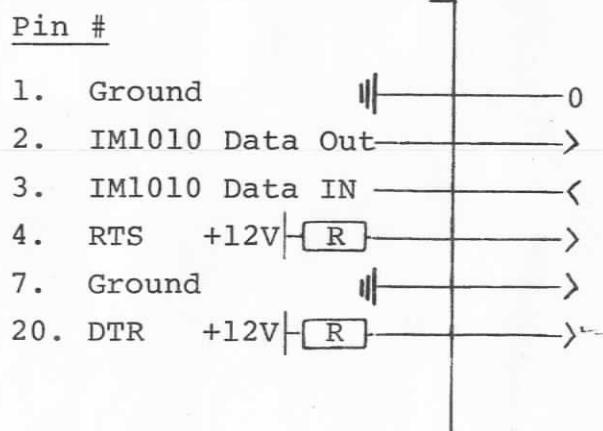 Pin #
1. Ground 0
2. IM1010 Data Out
3. IM1010 Data IN
4. RTS +12V R
7. Ground
20. DTR +12V R